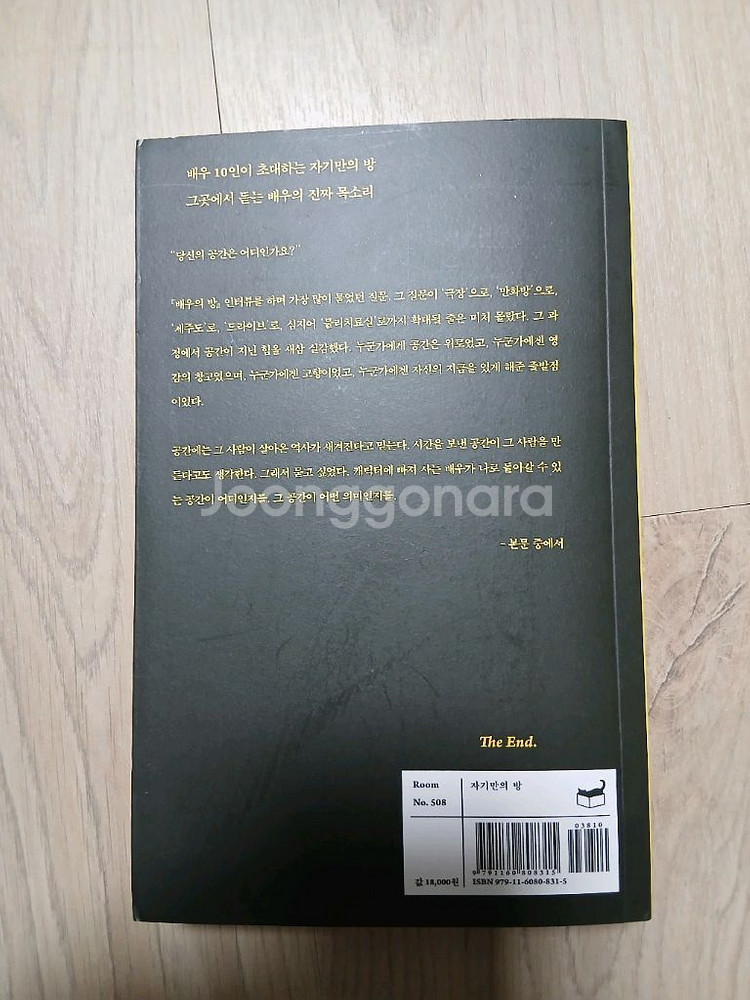 배우 10인이 초대하는 자기만의 방
그곳에서 듣는 배우의 진짜 목소리
“당신의 공간은 어디인가요?”
『배우의 방』 인터뷰를 하며 가장 많이 물었던 질문. 그 질문이 ‘극장’으로, ‘만화방’으로,
‘제주도’로, ‘드라이브’로, 심지어 ‘물리치료실’로까지 확대될 줄은 미처 몰랐다. 그 과
정에서 공간이 지닌 힘을 새삼 실감했다. 누군가에게 공간은 위로였고, 누군가에겐 영
감의 창고였으며, 누군가에겐 고향이었고, 누군가에겐 자신의 지금을 있게 해준 출발점
이었다.
공간에는 그 사람이 살아온 역사가 새겨진다고 믿는다. 시간을 보낸 공간이 그 사람을 만
든다고도 생각한다. 그래서 묻고 싶었다. 캐릭터에 빠져 사는 배우가 나로 돌아갈 수 있
는 공간이 어디인지를. 그 공간이 어떤 의미인지를.
Joonggonara
- 본문 중에서
The End.
Room
No. 508
자기만의 방
03810
9 791160 808315
값 18,000원
ISBN 979-11-6080-831-5